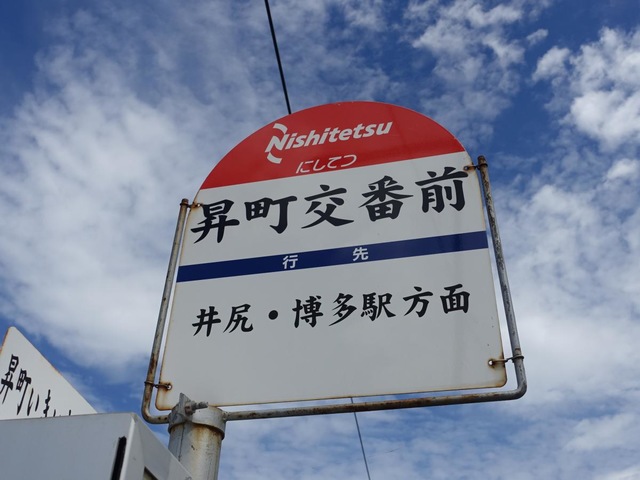 Nishitetsu
にしてつ
昇町交番前
行先
井尻・博多駅方面
昇町い